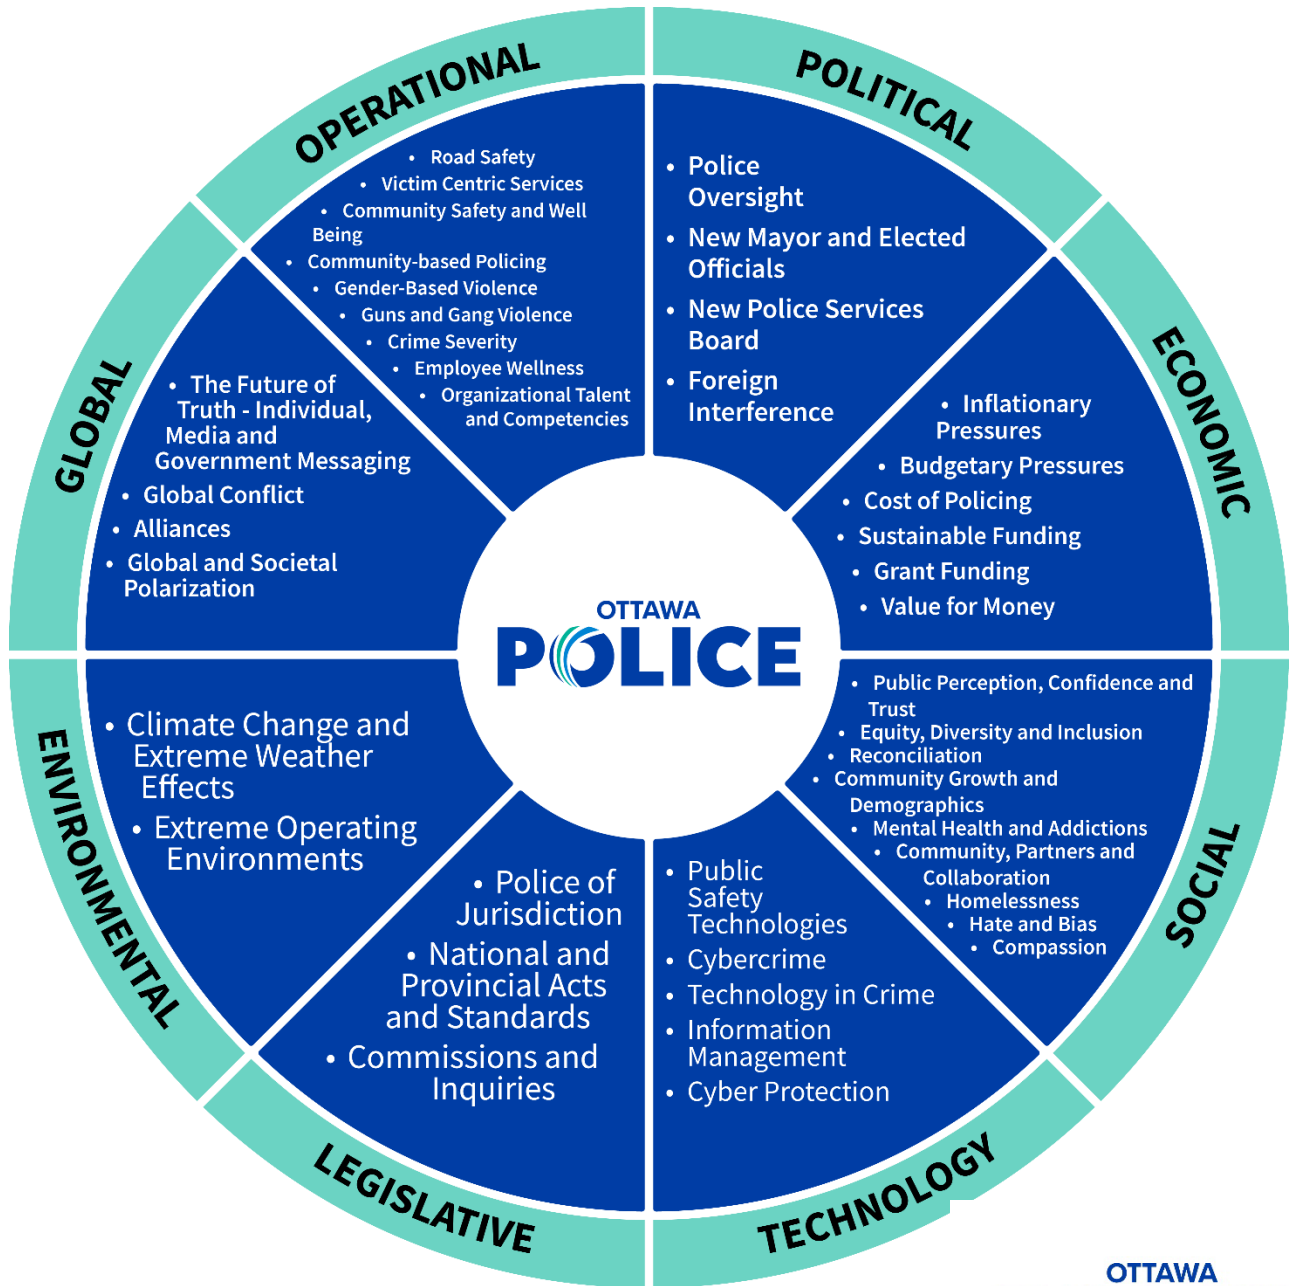 OPERATIONAL
• Road Safety
• Victim Centric Services
• Community Safety and Well
Being
• Community-based Policing
• Gender-Based Violence
• Guns and Gang Violence
• Crime Severity
• Employee Wellness
• Organizational Talent
and Competencies
POLITICAL
• Police
Oversight
• New Mayor and Elected
Officials
• New Police Services
Board
• Foreign
Interference
ECONOMIC
• Inflationary
Pressures
• Budgetary Pressures
• Cost of Policing
• Sustainable Funding
• Grant Funding
• Value for Money
SOCIAL
• Public Perception, Confidence and
Trust
• Equity, Diversity and Inclusion
• Reconciliation
• Community Growth and
Demographics
• Mental Health and Addictions
• Community, Partners and
Collaboration
• Homelessness
• Hate and Bias
• Compassion
TECHNOLOGY
• Public
Safety
Technologies
• Cybercrime
• Technology in Crime
• Information
Management
• Cyber Protection
LEGISLATIVE
• Police of
Jurisdiction
• National and
Provincial Acts
and Standards
• Commissions and
Inquiries
ENVIRONMENTAL
• Climate Change and
Extreme Weather
Effects
• Extreme Operating
Environments
GLOBAL
• The Future of
Truth - Individual,
Media and
Government Messaging
• Global Conflict
• Alliances
• Global and Societal
Polarization
OTTAWA
POLICE
OTTAWA